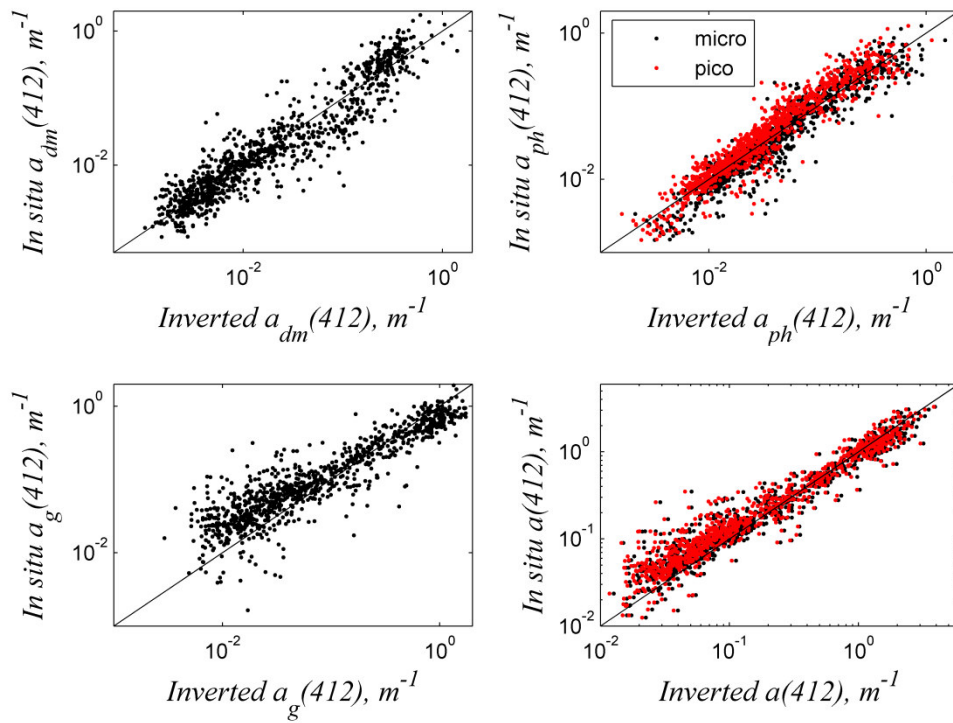 In situ a_dm(412), m^-1
10^0
10^-2
10^-2
10^0
Inverted a_dm(412), m^-1
In situ a_ph(412), m^-1
10^0
10^-2
micro
pico
10^-2
10^0
Inverted a_ph(412), m^-1
In situ a_g(412), m^-1
10^0
10^-2
10^-2
10^0
Inverted a_g(412), m^-1
In situ a(412), m^-1
10^0
10^-1
10^-2
10^-2
10^-1
10^0
Inverted a(412), m^-1